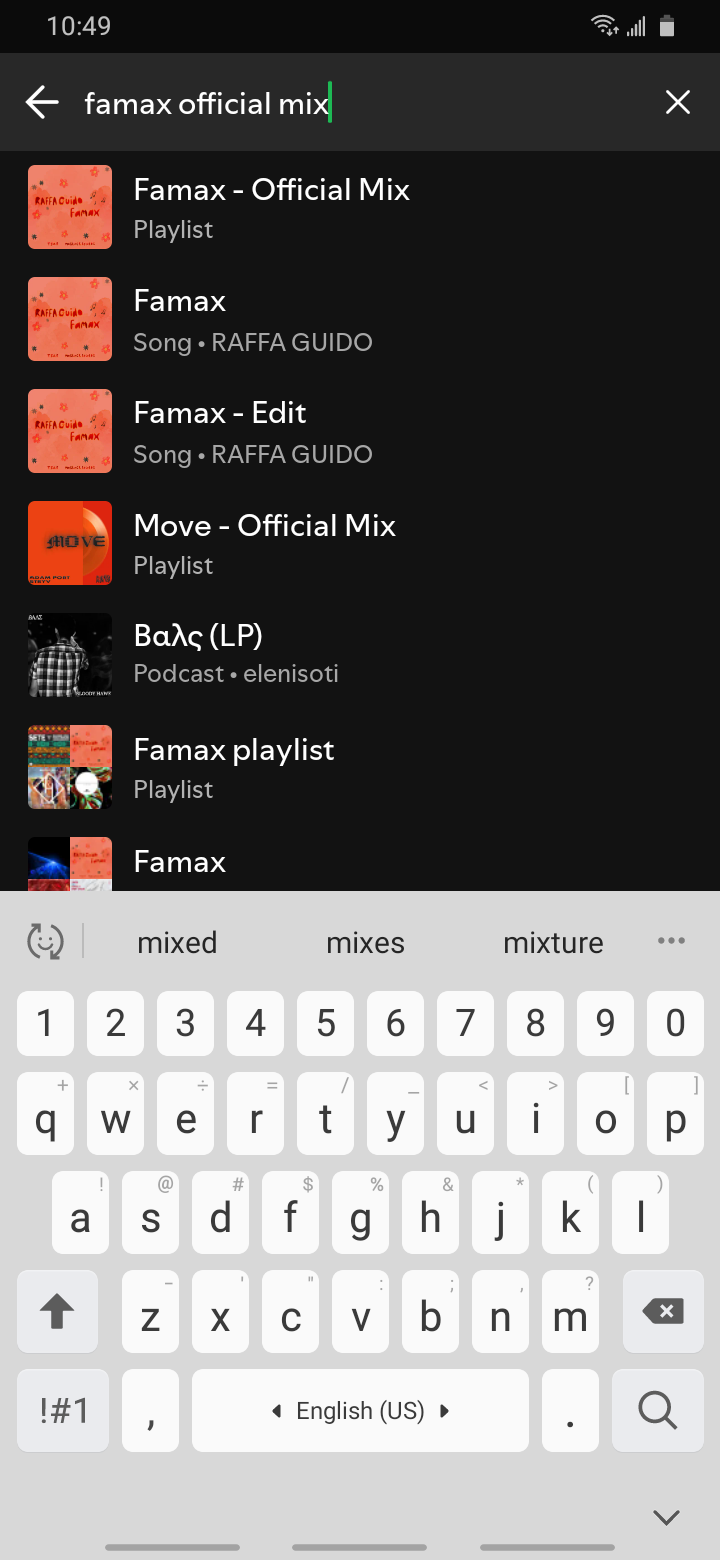 10:49
famax official mix
RAFFA Guido
Famax
Famax - Official Mix
Playlist
RAFFA Guido
Famax
Famax
Song • RAFFA GUIDO
RAFFA Guido
Famax
Famax - Edit
Song • RAFFA GUIDO
MOVE
ADAM PORT
Move - Official Mix
Playlist
Βαλς (LP)
Podcast • elenisoti
Famax playlist
Playlist
Famax
mixed mixes mixture
1 2 3 4 5 6 7 8 9 0
+ × ÷ = / _ < > [ ]
q w e r t y u i o p
! @ # $ % & * ( )
a s d f g h j k l
- ' " : ; , ?
z x c v b n m
!#1 , English (US) .